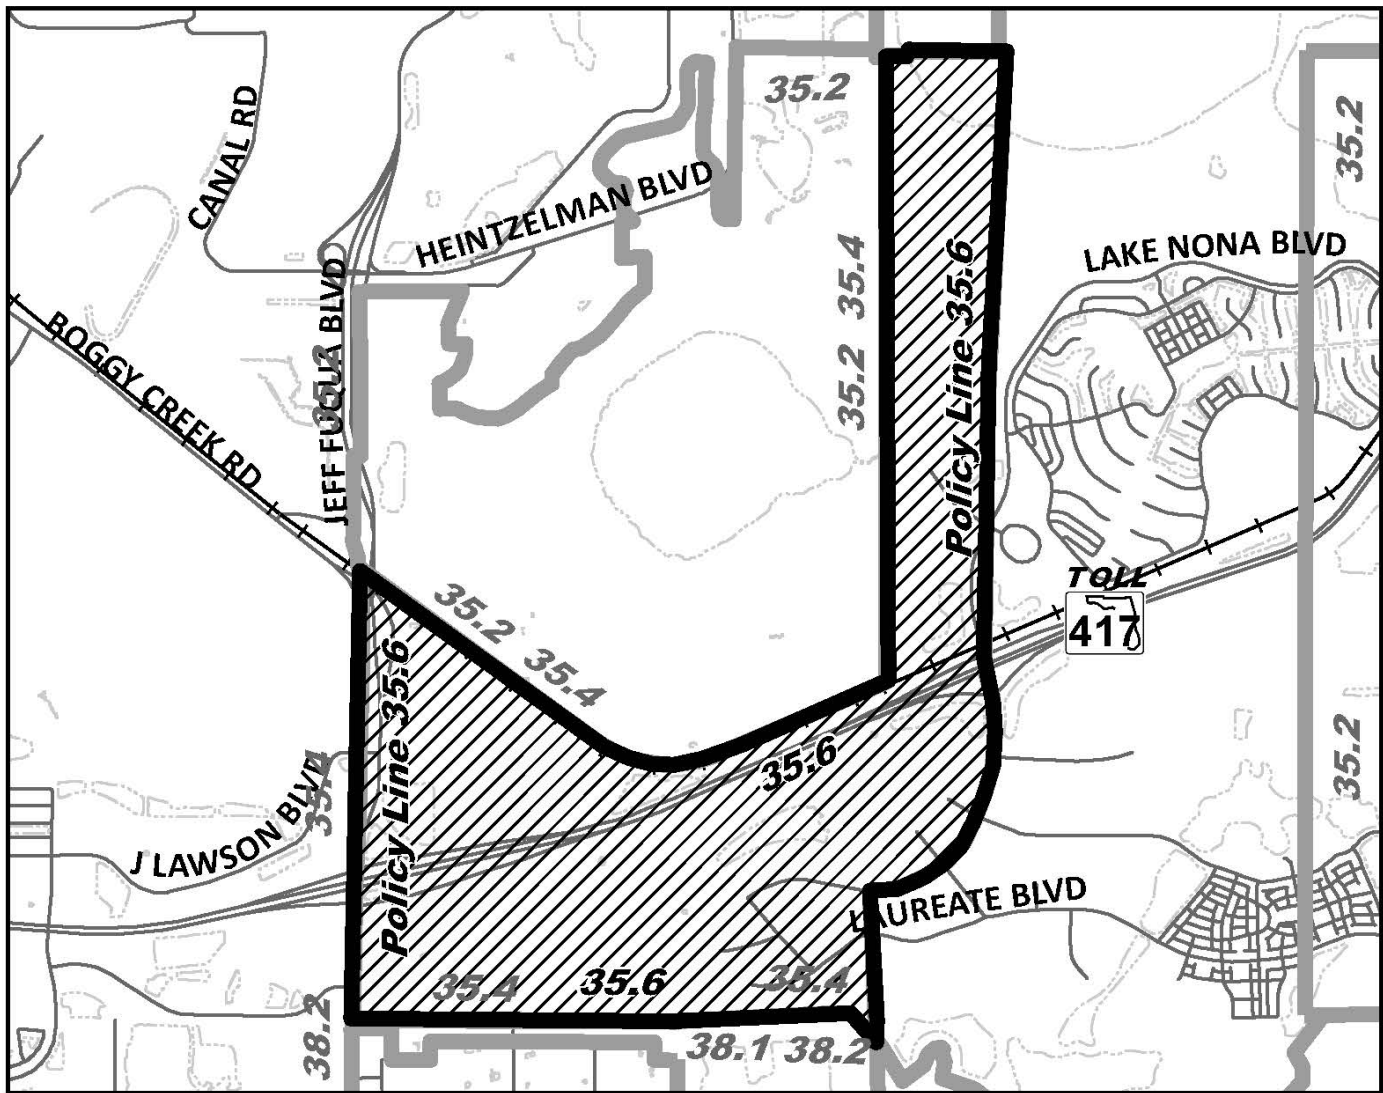 35.2
35.2
CANAL RD
HEINTZELMAN BLVD
LAKE NONA BLVD
35.2 35.4
Policy Line 35.6
JEFF FUQUA BLVD
35.2
BOGGY CREEK RD
TOLL
417
35.2
35.4
Policy Line 35.6
35.6
35.2
35.4
J LAWSON BLVD
LAUREATE BLVD
35.4
35.6
35.4
38.2
38.1 38.2